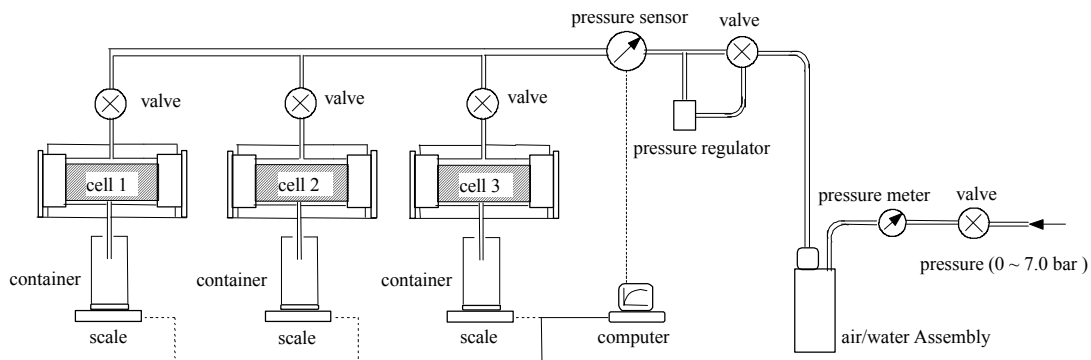 pressure sensor
valve
valve
valve
valve
pressure regulator
cell 1
cell 2
cell 3
pressure meter
valve
container
container
container
pressure (0 ~ 7.0 bar )
scale
scale
scale
computer
air/water Assembly